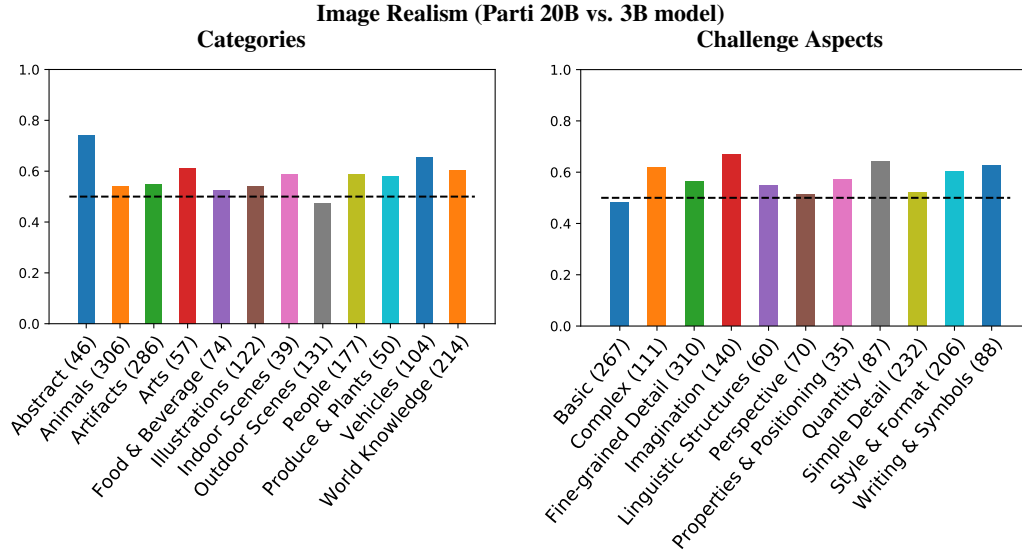 Image Realism (Parti 20B vs. 3B model)
Categories
1.0
0.8
0.6
0.4
0.2
0.0
Abstract (46)
Animals (306)
Artifacts (286)
Arts (57)
Food & Beverage (74)
Illustrations (122)
Indoor Scenes (39)
Outdoor Scenes (131)
People (177)
Produce & Plants (50)
Vehicles (104)
World Knowledge (214)
Challenge Aspects
1.0
0.8
0.6
0.4
0.2
0.0
Basic (267)
Complex (111)
Fine-grained Detail (310)
Imagination (140)
Linguistic Structures (60)
Perspective (70)
Properties & Positioning (35)
Quantity (87)
Simple Detail (232)
Style & Format (206)
Writing & Symbols (88)